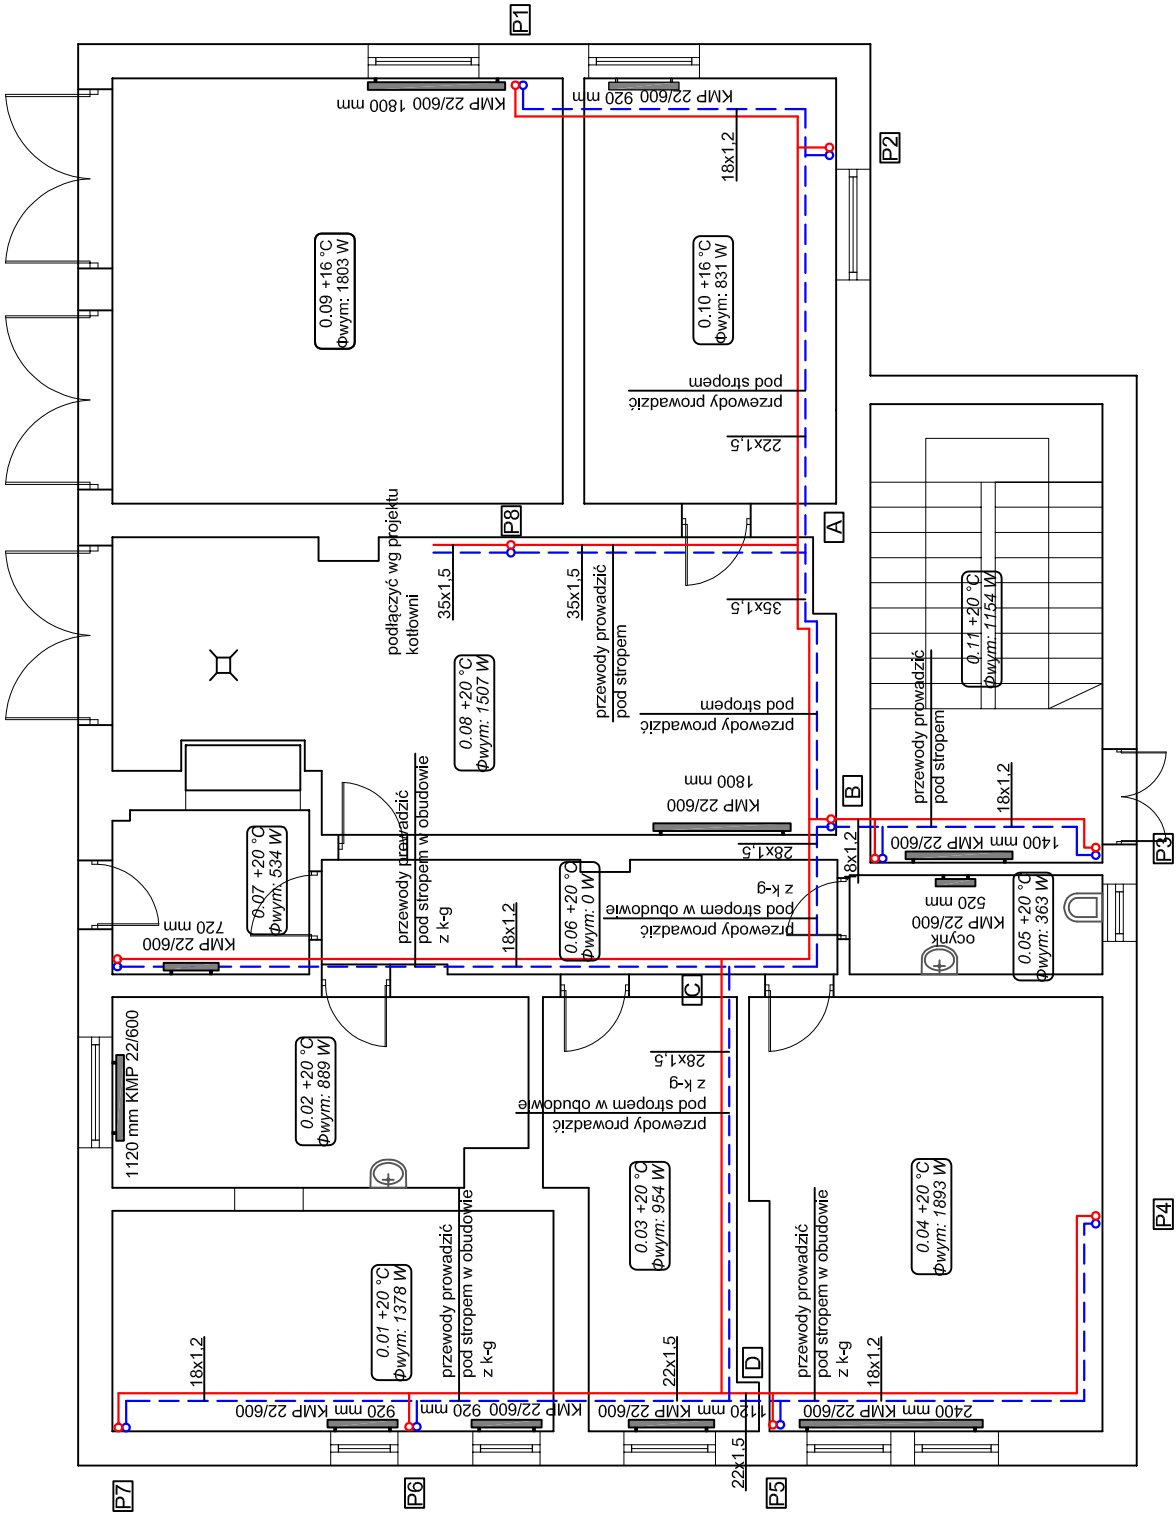 P1
KMP 22/600 1800 mm
KMP 22/600 920 mm
18x1,2
P2
0.09 +16 °C
Φwym: 1803 W
0.10 +16 °C
Φwym: 831 W
przewody prowadzić
pod stropem
22x1,5
podłączyć wg projektu
kotłowni
P8
A
35x1,5
35x1,5
35x1,5
przewody prowadzić
pod stropem
0.11 +20 °C
Φwym: 1154 W
0.08 +20 °C
Φwym: 1507 W
przewody prowadzić
pod stropem
przewody prowadzić
pod stropem
KMP 22/600
1800 mm
B
18x1,2
P3
przewody prowadzić
pod stropem w obudowie
z k-g
28x1,5
18x1,2
1400 mm KMP 22/600
0.07 +20 °C
Φwym: 534 W
KMP 22/600
720 mm
18x1,2
0.06 +20 °C
Φwym: 0 W
przewody prowadzić
pod stropem w obudowie
z k-g
520 mm
KMP 22/600
ocynk
0.05 +20 °C
Φwym: 363 W
C
1120 mm KMP 22/600
0.02 +20 °C
Φwym: 889 W
28x1,5
przewody prowadzić
pod stropem w obudowie
z k-g
0.03 +20 °C
Φwym: 954 W
0.04 +20 °C
Φwym: 1893 W
P4
przewody prowadzić
pod stropem w obudowie
z k-g
przewody prowadzić
pod stropem w obudowie
z k-g
0.01 +20 °C
Φwym: 1378 W
18x1,2
22x1,5
D
18x1,2
920 mm KMP 22/600
KMP 22/600 920 mm
1120 mm KMP 22/600
2400 mm KMP 22/600
22x1,5
P7
P6
P5